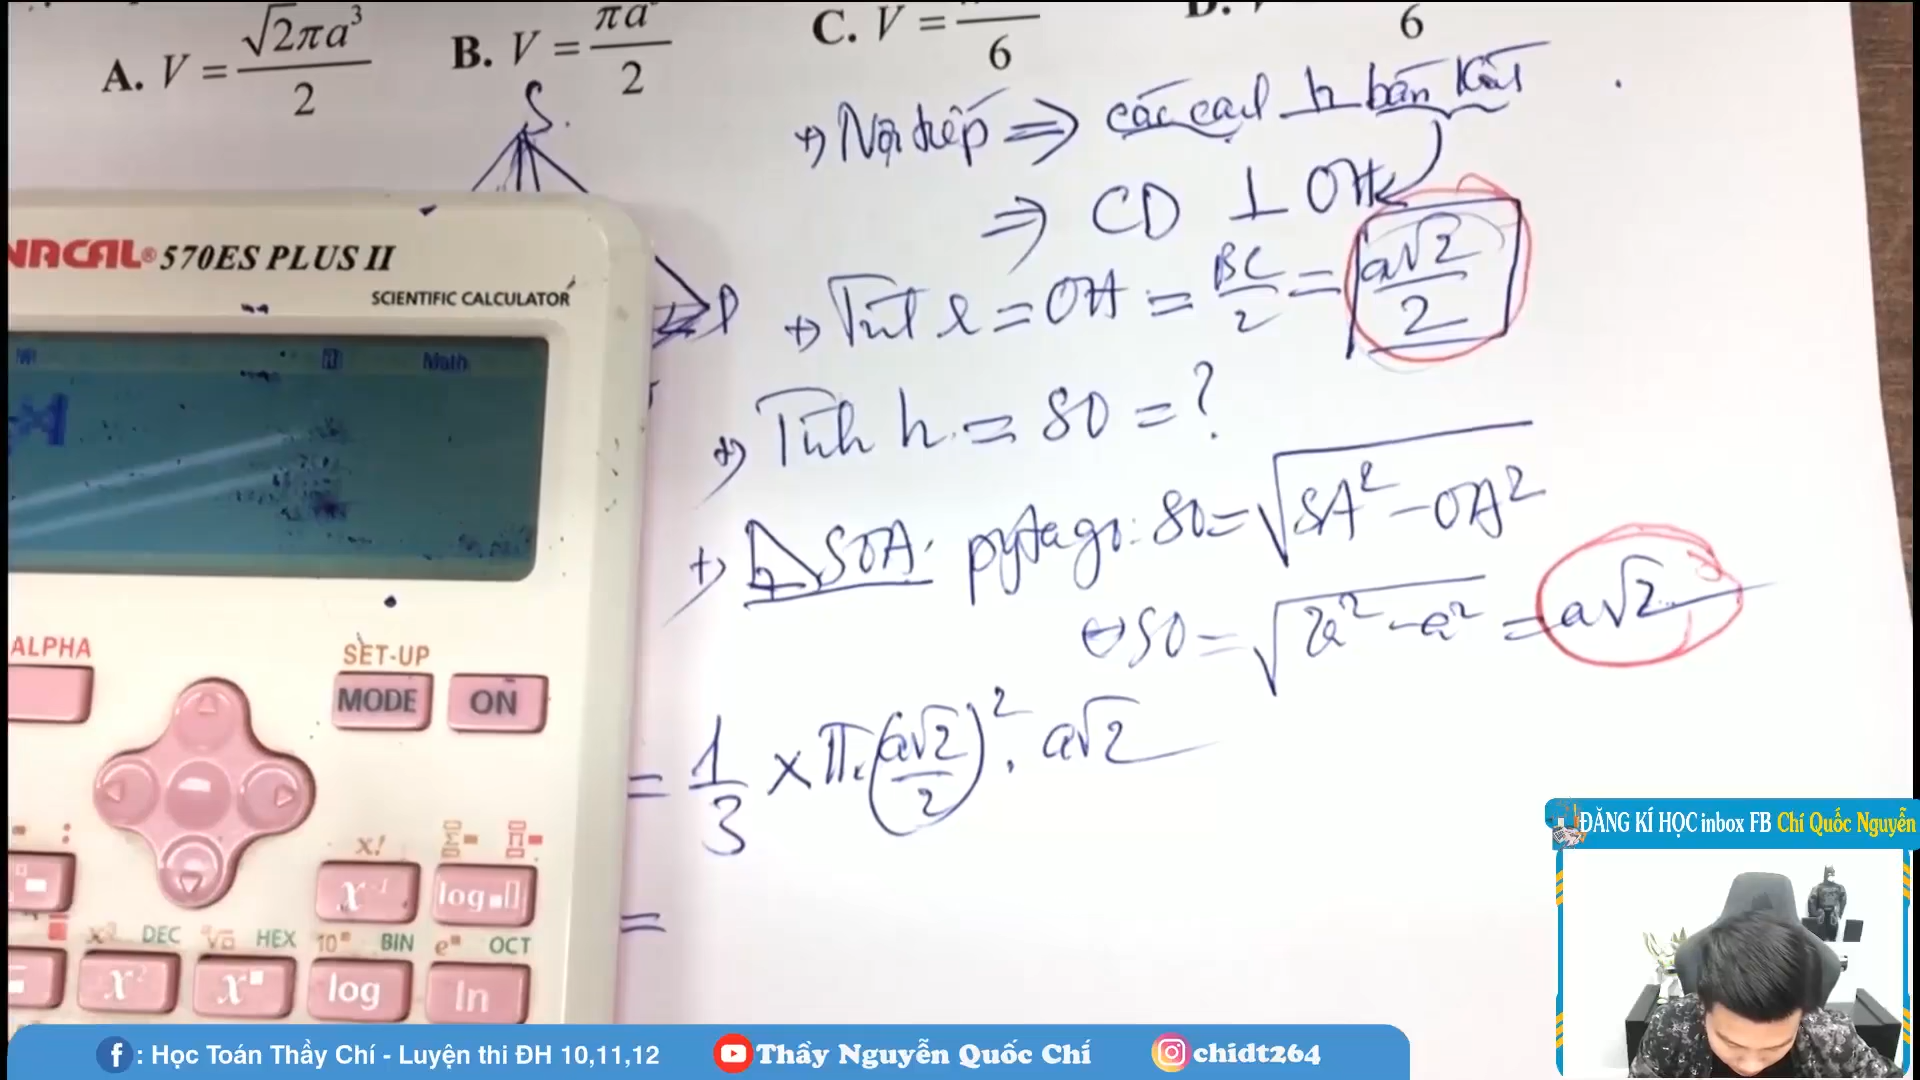 A. V = √2πa³/2
B. V = πa/2
C. V = /6
D. 6
S.
+) Nội tiếp ⇒ các cạnh h bán kính
⇒ CD ⊥ OH
+) Tính r = OH = BC/2 = a√2/2
+) Tính h = SO = ?
+) SOA. pytago: SO = √(SA² - OA²)
⇔ SO = √(2a² - a²) = a√2
= 1/3 × π.(a√2/2)². a√2
=
VINACAL® 570ES PLUS II
SCIENTIFIC CALCULATOR
Math
ALPHA
SET-UP
MODE
ON
x!
x⁻¹
log
DEC
HEX
BIN
OCT
x²
x■
log
ln
ĐĂNG KÍ HỌC inbox FB Chí Quốc Nguyễn
: Học Toán Thầy Chí - Luyện thi ĐH 10,11,12
Thầy Nguyễn Quốc Chí
chidt264